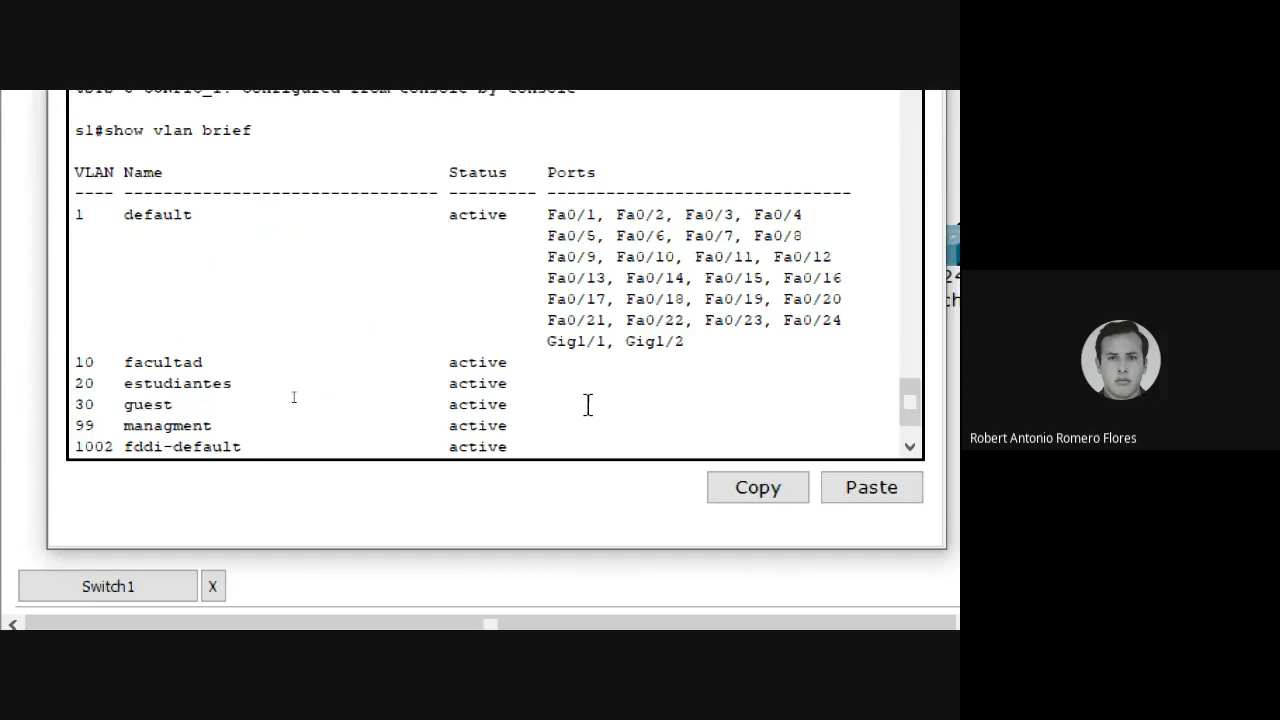 s1#show vlan brief
VLAN Name Status Ports
---- -------------------------------- --------- -------------------------------
1 default active Fa0/1, Fa0/2, Fa0/3, Fa0/4
Fa0/5, Fa0/6, Fa0/7, Fa0/8
Fa0/9, Fa0/10, Fa0/11, Fa0/12
Fa0/13, Fa0/14, Fa0/15, Fa0/16
Fa0/17, Fa0/18, Fa0/19, Fa0/20
Fa0/21, Fa0/22, Fa0/23, Fa0/24
Gig1/1, Gig1/2
10 facultad active
20 estudiantes active
30 guest active
99 managment active
1002 fddi-default active
Copy Paste
Switch1 X
Robert Antonio Romero Flores